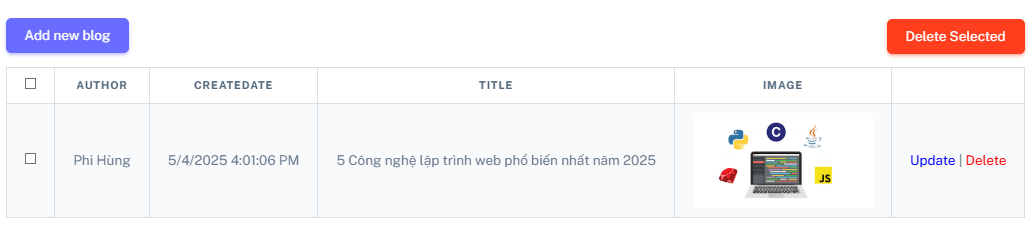 Add new blog
Delete Selected
AUTHOR CREATEDATE TITLE IMAGE
Phi Hùng 5/4/2025 4:01:06 PM 5 Công nghệ lập trình web phổ biến nhất năm 2025 Update | Delete
C
JS